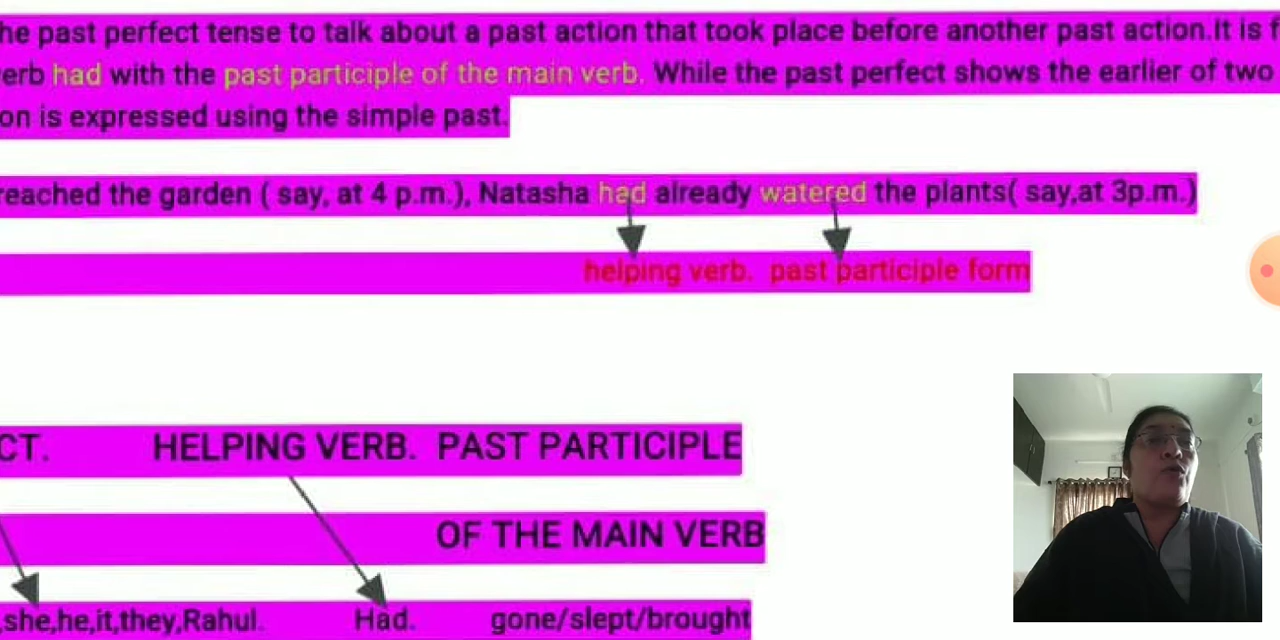 he past perfect tense to talk about a past action that took place before another past action.It is f
erb had with the past participle of the main verb. While the past perfect shows the earlier of two
on is expressed using the simple past.
reached the garden ( say, at 4 p.m.), Natasha had already watered the plants( say,at 3p.m.)
helping verb. past participle form
CT. HELPING VERB. PAST PARTICIPLE
OF THE MAIN VERB
,she,he,it,they,Rahul. Had. gone/slept/brought